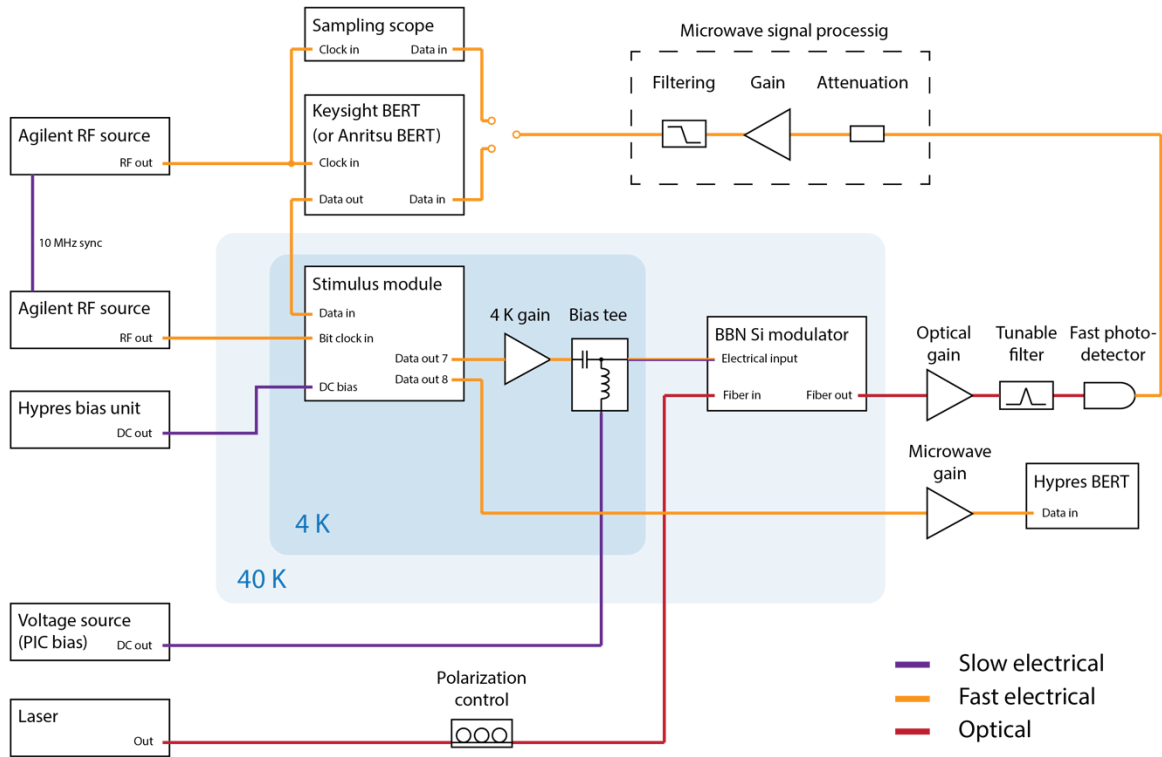 Sampling scope
Clock in
Data in
Microwave signal processig
Filtering
Gain
Attenuation
Keysight BERT
(or Anritsu BERT)
Clock in
Data out
Data in
Agilent RF source
RF out
10 MHz sync
Agilent RF source
RF out
Stimulus module
Data in
Bit clock in
Data out 7
Data out 8
DC bias
4 K gain
Bias tee
BBN Si modulator
Electrical input
Fiber in
Fiber out
Optical
gain
Tunable
filter
Fast photo-
detector
Hypres bias unit
DC out
Microwave
gain
Hypres BERT
Data in
4 K
40 K
Voltage source
(PIC bias)
DC out
Polarization
control
Laser
Out
Slow electrical
Fast electrical
Optical